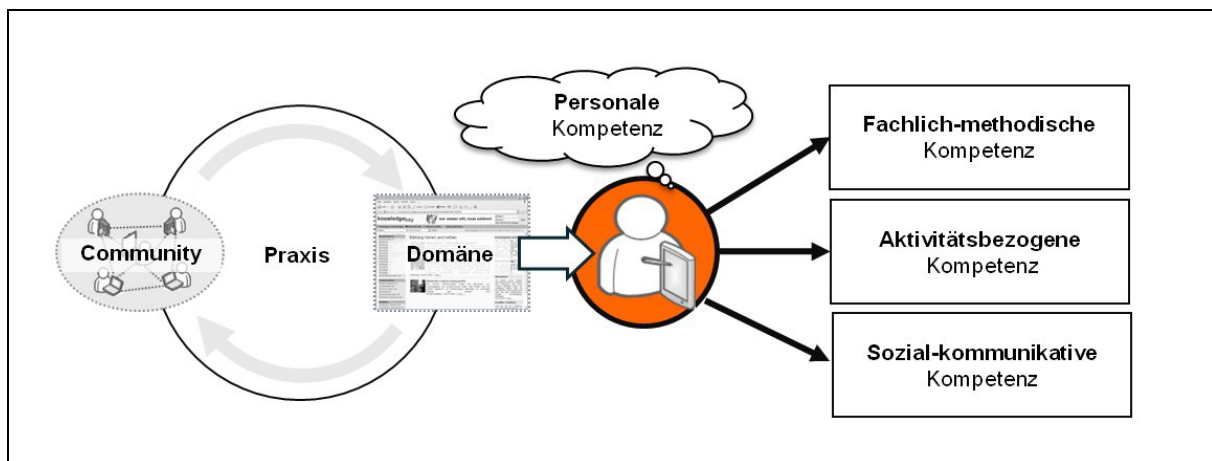 Personale
Kompetenz
Fachlich-methodische
Kompetenz
Community
Praxis
Domäne
Aktivitätsbezogene
Kompetenz
Sozial-kommunikative
Kompetenz